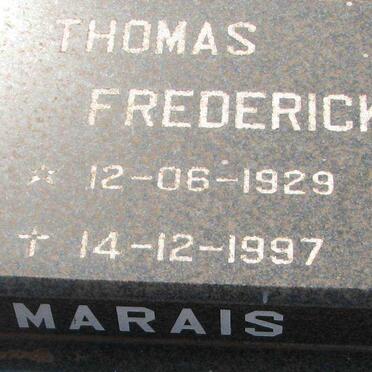 THOMAS
FREDERICK
☆ 12-06-1929
✝ 14-12-1997
MARAIS